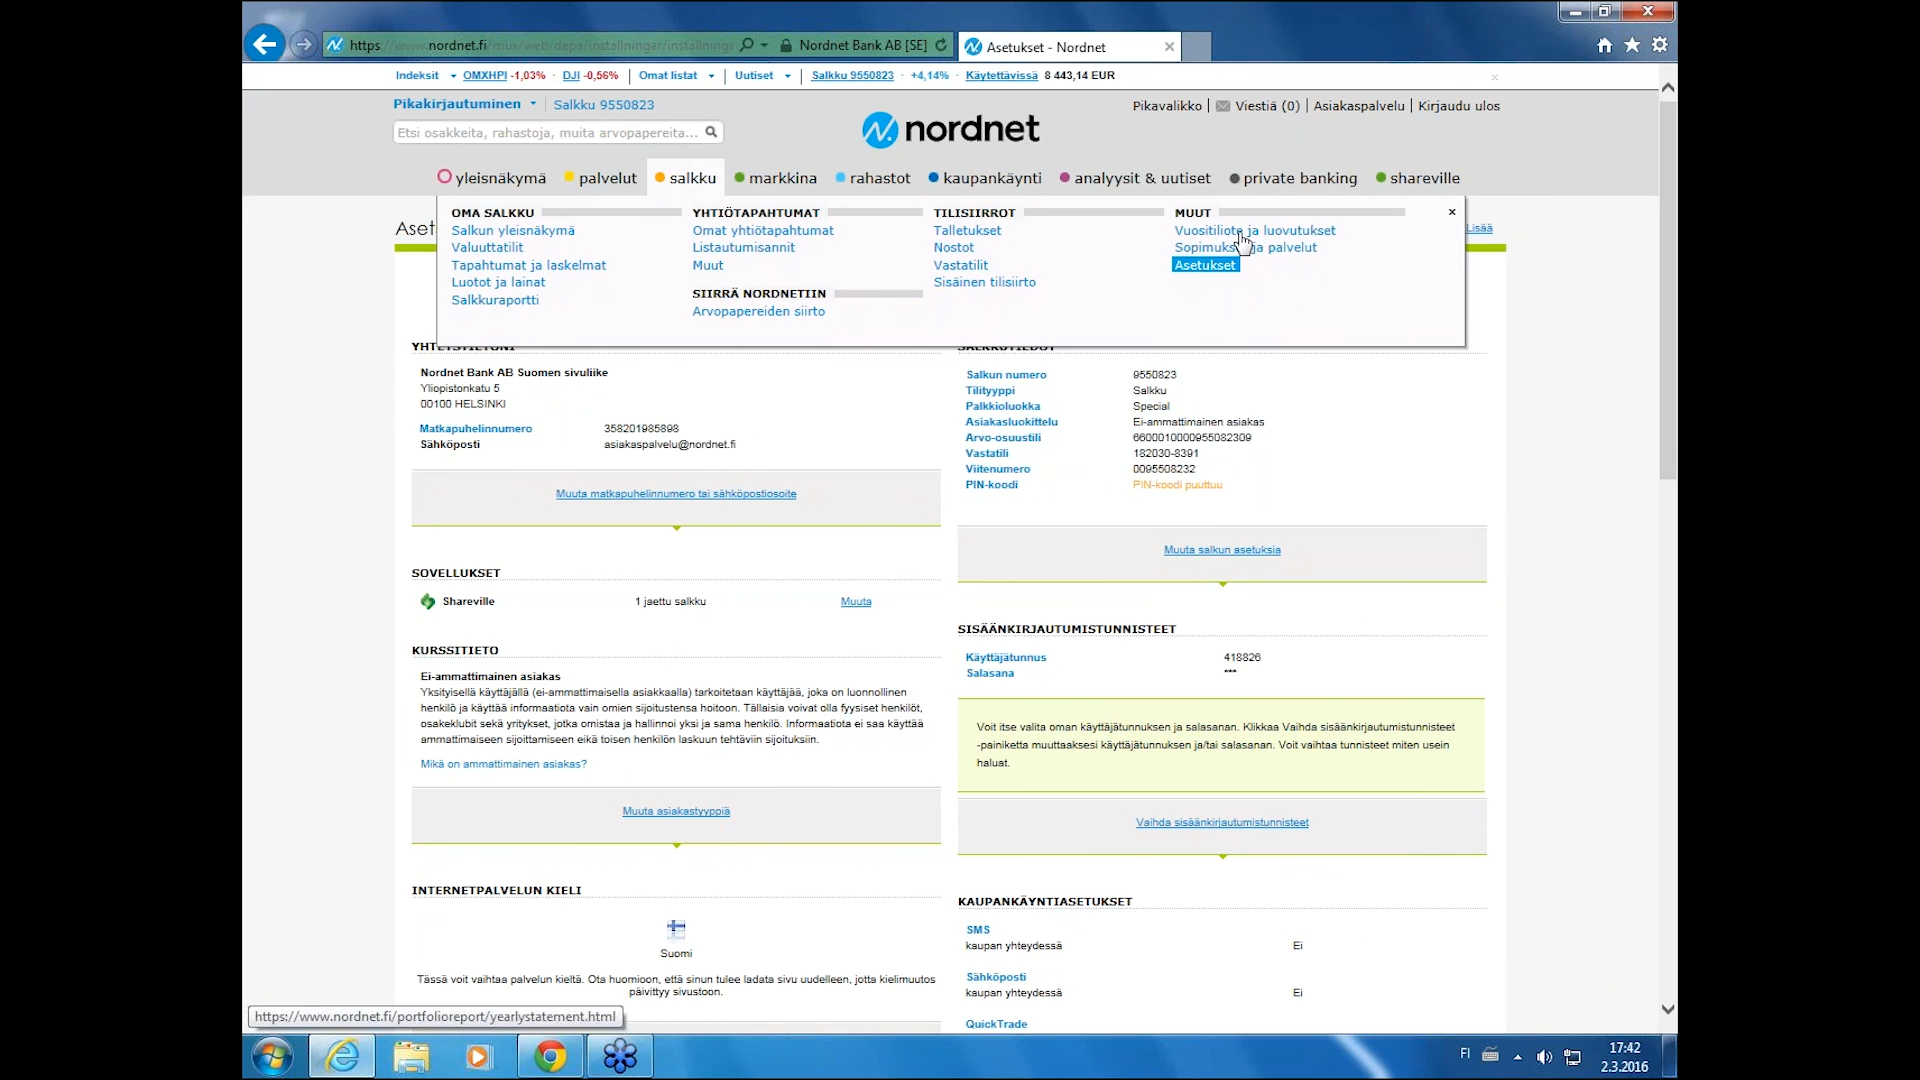 https://www.nordnet.fi/mux/web/depa/installningar/installning
Nordnet Bank AB [SE]
Asetukset - Nordnet
Indeksit OMXHPI -1,03% · DJI -0,56% | Omat listat | Uutiset | Salkku 9550823 · +4,14% · Käytettävissä 8 443,14 EUR
Pikakirjautuminen | Salkku 9550823
Pikavalikko | Viestiä (0) | Asiakaspalvelu | Kirjaudu ulos
Etsi osakkeita, rahastoja, muita arvopapereita...
nordnet
yleisnäkymä palvelut salkku markkina rahastot kaupankäynti analyysit & uutiset private banking shareville
Aset
Lisää
OMA SALKKU
Salkun yleisnäkymä
Valuuttatilit
Tapahtumat ja laskelmat
Luotot ja lainat
Salkkuraportti
YHTIÖTAPAHTUMAT
Omat yhtiötapahtumat
Listautumisannit
Muut
SIIRRÄ NORDNETIIN
Arvopapereiden siirto
TILISIIRROT
Talletukset
Nostot
Vastatilit
Sisäinen tilisiirto
MUUT
Vuositiliote ja luovutukset
Sopimukset ja palvelut
Asetukset
YHTEYSTIETONI
Nordnet Bank AB Suomen sivuliike
Yliopistonkatu 5
00100 HELSINKI
Matkapuhelinnumero 358201985898
Sähköposti asiakaspalvelu@nordnet.fi
Muuta matkapuhelinnumero tai sähköpostiosoite
SOVELLUKSET
Shareville 1 jaettu salkku Muuta
KURSSITIETO
Ei-ammattimainen asiakas
Yksityisellä käyttäjällä (ei-ammattimaisella asiakkaalla) tarkoitetaan käyttäjää, joka on luonnollinen
henkilö ja käyttää informaatiota vain omien sijoitustensa hoitoon. Tällaisia voivat olla fyysiset henkilöt,
osakeklubit sekä yritykset, jotka omistaa ja hallinnoi yksi ja sama henkilö. Informaatiota ei saa käyttää
ammattimaiseen sijoittamiseen eikä toisen henkilön laskuun tehtäviin sijoituksiin.
Mikä on ammattimainen asiakas?
Muuta asiakastyyppiä
INTERNETPALVELUN KIELI
Suomi
Tässä voit vaihtaa palvelun kieltä. Ota huomioon, että sinun tulee ladata sivu uudelleen, jotta kielimuutos
päivittyy sivustoon.
SALKKUTIEDOT
Salkun numero 9550823
Tilityyppi Salkku
Palkkioluokka Special
Asiakasluokittelu Ei-ammattimainen asiakas
Arvo-osuustili 6600010000955082309
Vastatili 182030-8391
Viitenumero 0095508232
PIN-koodi PIN-koodi puuttuu
Muuta salkun asetuksia
SISÄÄNKIRJAUTUMISTUNNISTEET
Käyttäjätunnus 418826
Salasana ***
Voit itse valita oman käyttäjätunnuksen ja salasanan. Klikkaa Vaihda sisäänkirjautumistunnisteet
-painiketta muuttaaksesi käyttäjätunnuksen ja/tai salasanan. Voit vaihtaa tunnisteet miten usein
haluat.
Vaihda sisäänkirjautumistunnisteet
KAUPANKÄYNTIASETUKSET
SMS
kaupan yhteydessä Ei
Sähköposti
kaupan yhteydessä Ei
QuickTrade
https://www.nordnet.fi/portfolioreport/yearlystatement.html
FI
17:42
2.3.2016